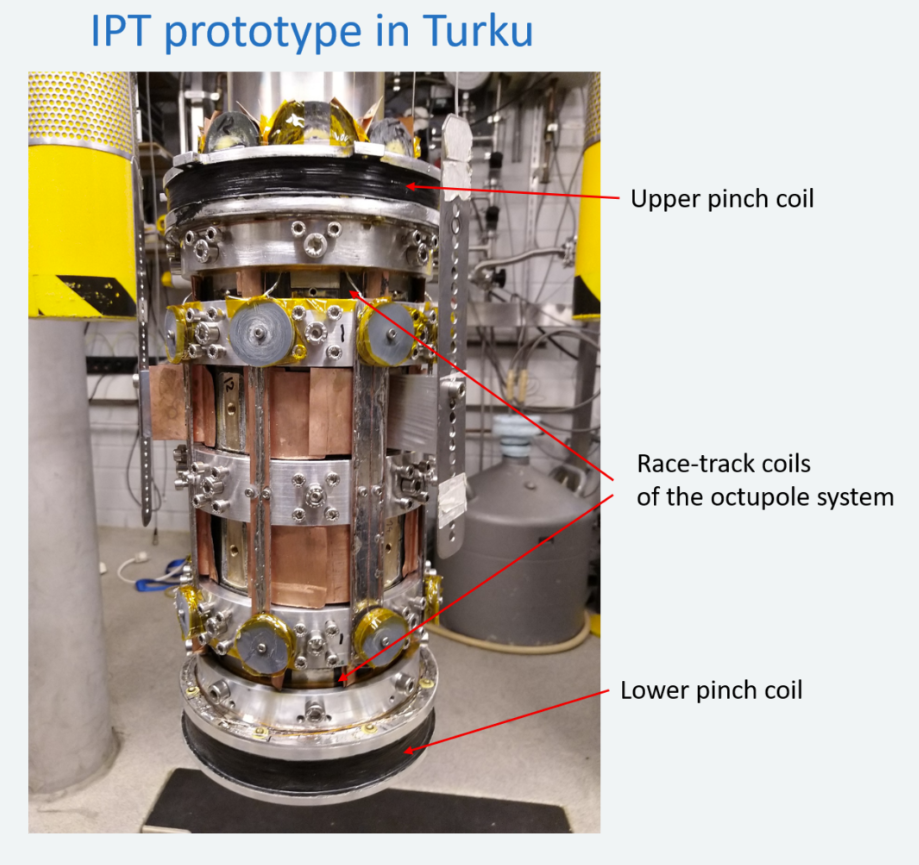 IPT prototype in Turku
Upper pinch coil
Race-track coils
of the octupole system
Lower pinch coil